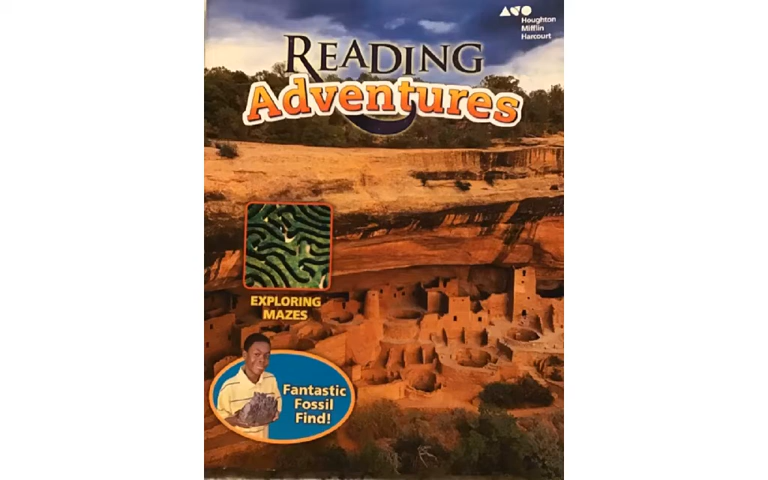 Houghton
Mifflin
Harcourt
READING
Adventures
EXPLORING
MAZES
Fantastic
Fossil
Find!